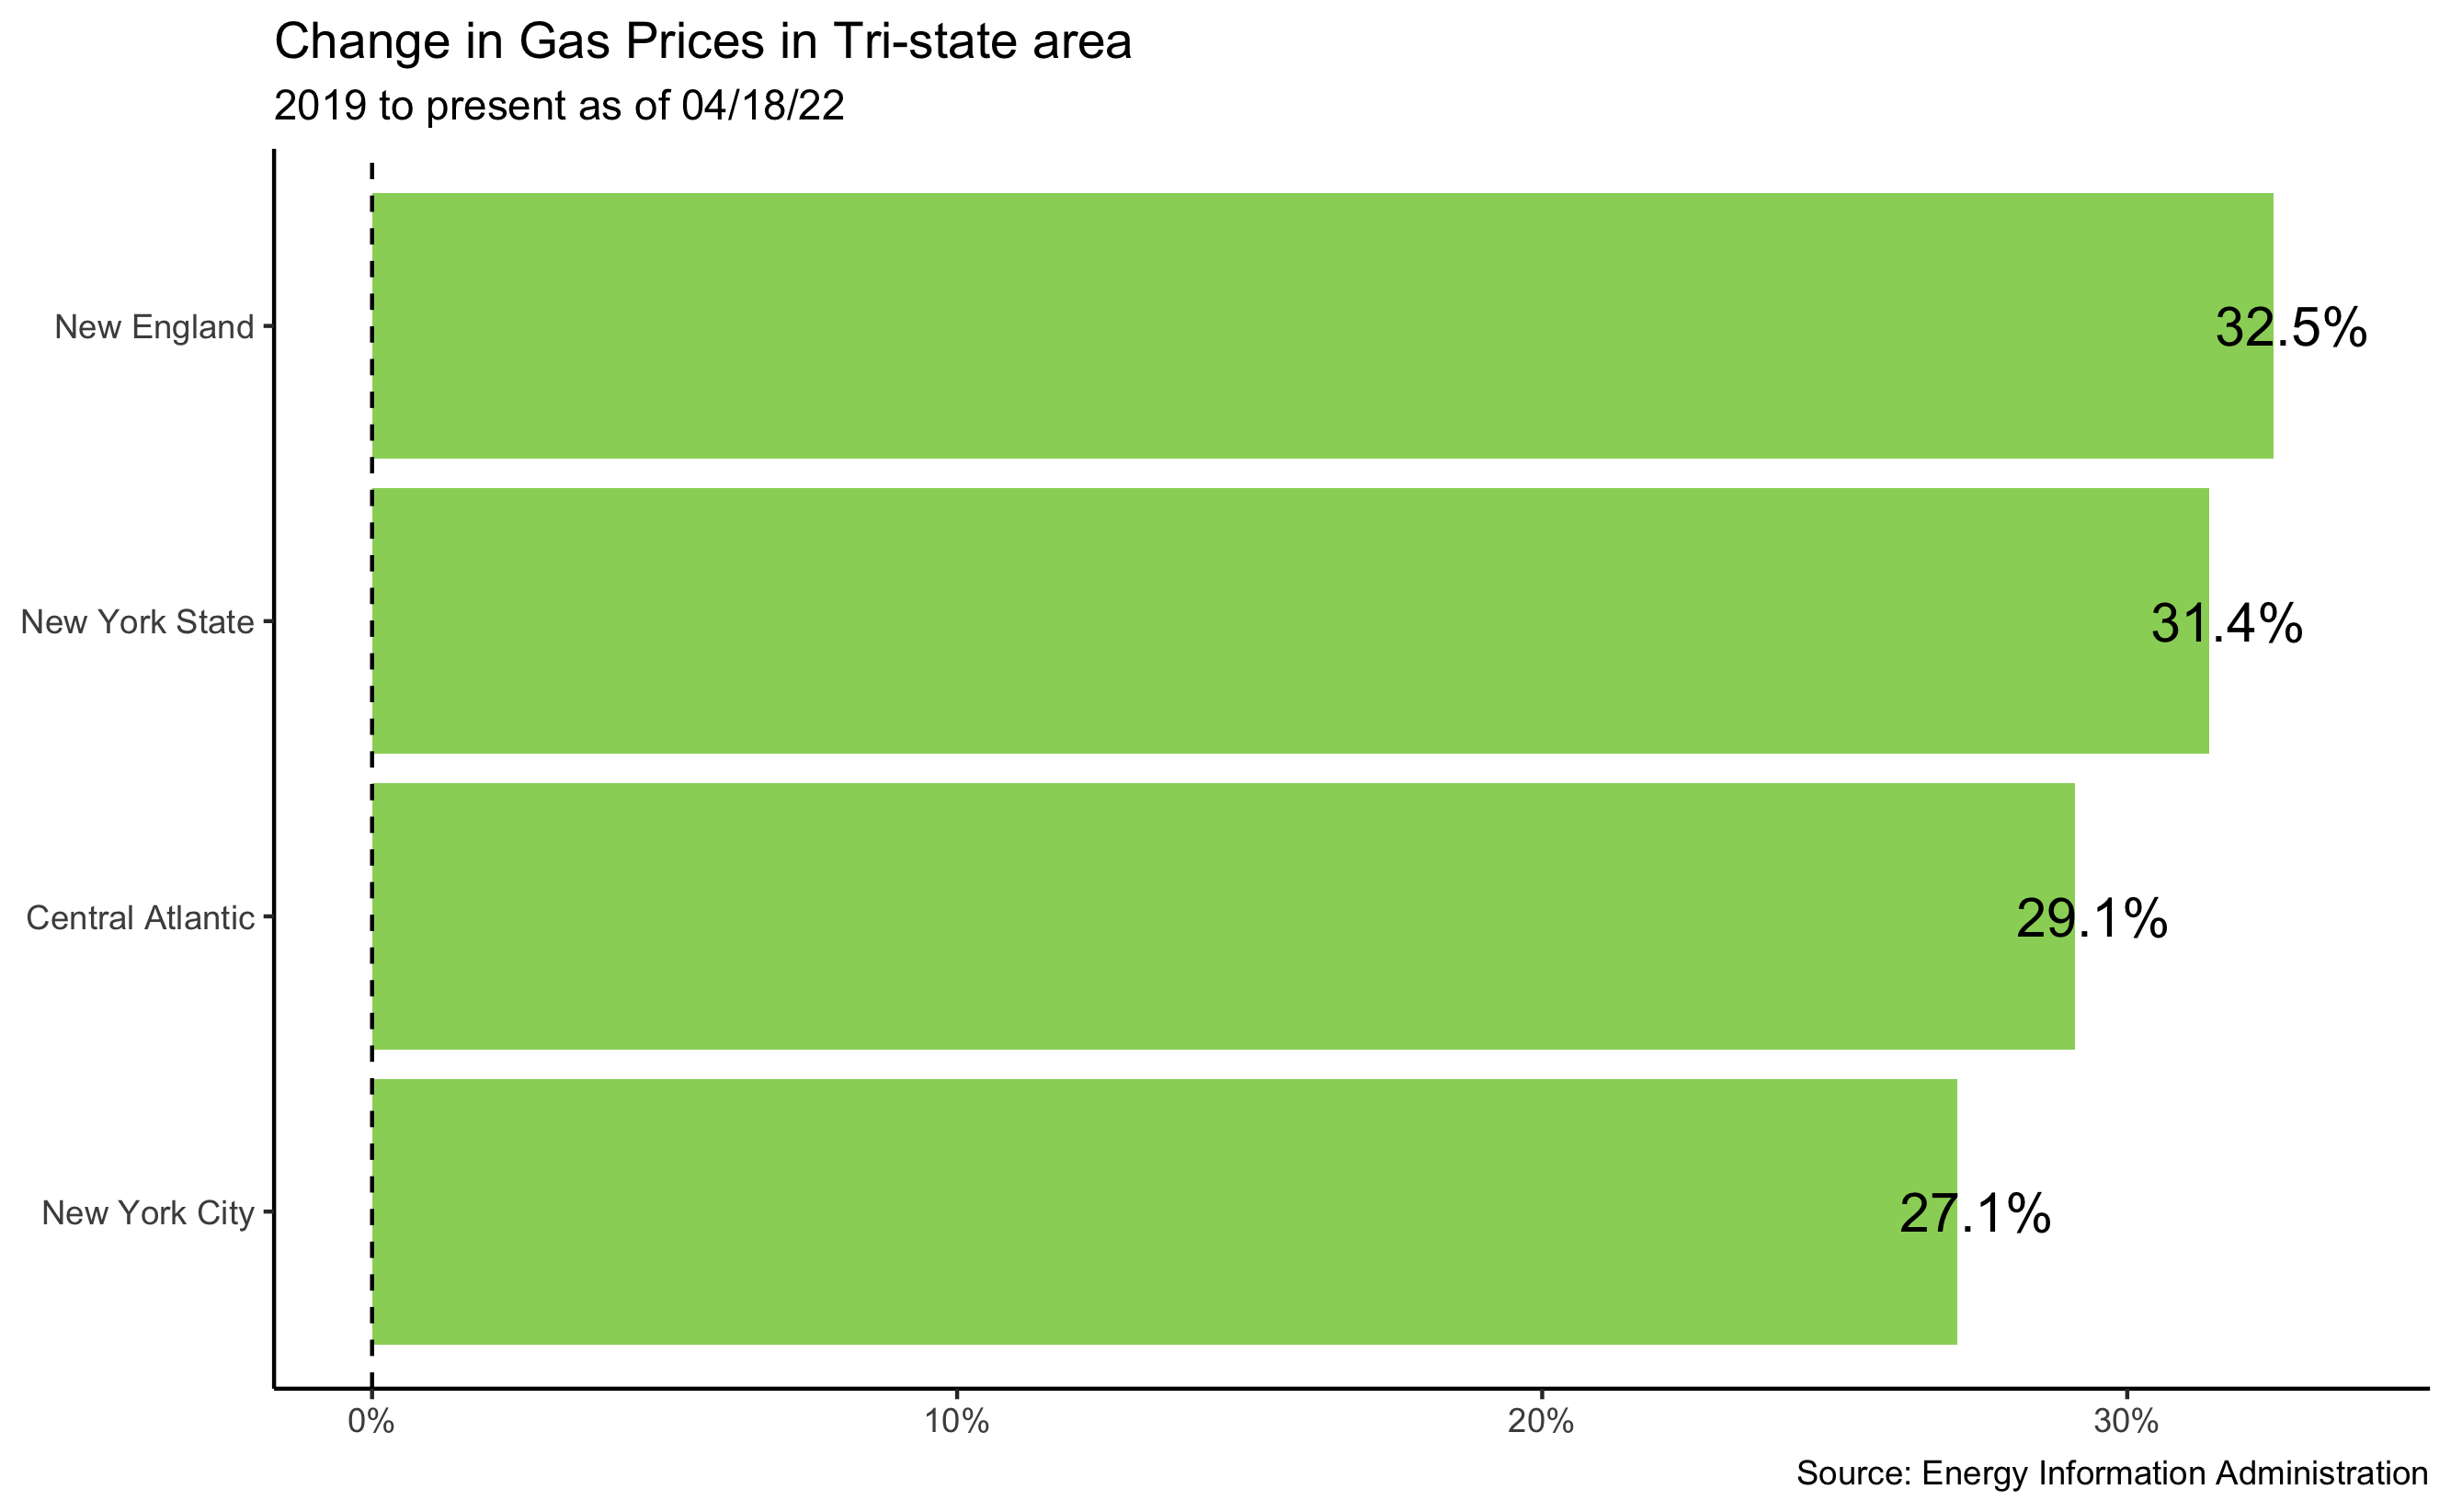 Change in Gas Prices in Tri-state area
2019 to present as of 04/18/22
New England
32.5%
New York State
31.4%
Central Atlantic
29.1%
New York City
27.1%
0%
10%
20%
30%
Source: Energy Information Administration